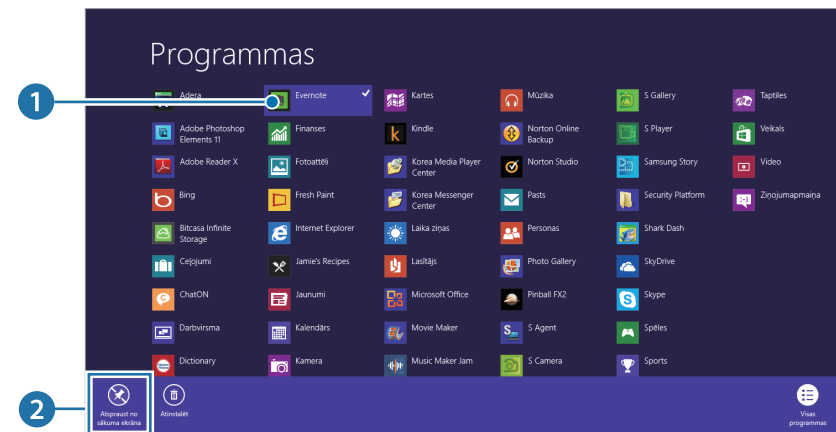 Programmas
1
Adera
Adobe Photoshop
Elements 11
Adobe Reader X
Bing
Bitcasa Infinite
Storage
Ceļojumi
ChatON
Darbvirsma
Dictionary
Evernote
Finanses
Fotoattēli
Fresh Paint
Internet Explorer
Jamie's Recipes
Jaunumi
Kalendārs
Kamera
Kartes
Kindle
Korea Media Player
Center
Korea Messenger
Center
Laika ziņas
Lasītājs
Microsoft Office
Movie Maker
Music Maker Jam
Mūzika
Norton Online
Backup
Norton Studio
Pasts
Personas
Photo Gallery
Pinball FX2
S Agent
S Camera
S Gallery
S Player
Samsung Story
Security Platform
Shark Dash
SkyDrive
Skype
Spēles
Sports
Taptiles
Veikals
Video
Ziņojumapmaiņa
2
Atspraust no
sākuma ekrāna
Atinstalēt
Visas
programmas